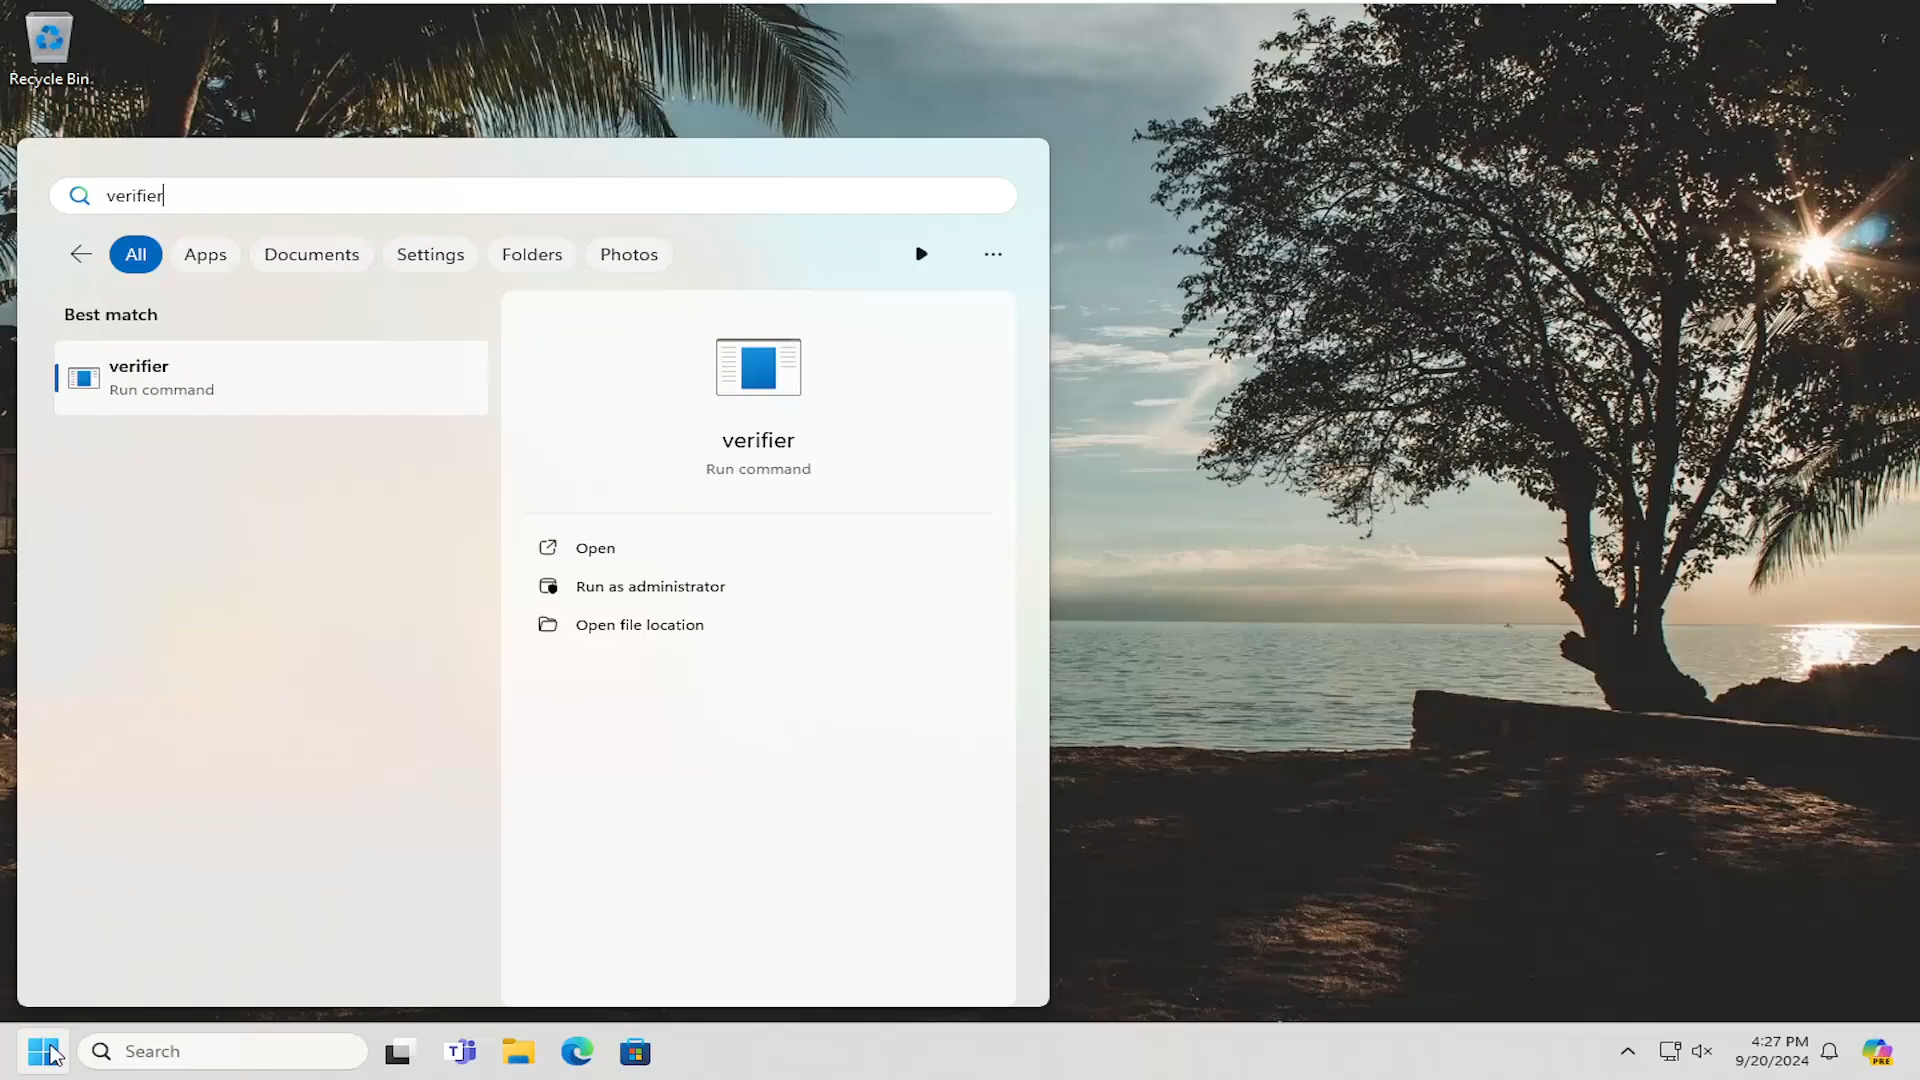 Recycle Bin
verifier
All Apps Documents Settings Folders Photos
Best match
verifier
Run command
verifier
Run command
Open
Run as administrator
Open file location
Search
T
4:27 PM
9/20/2024
PRE